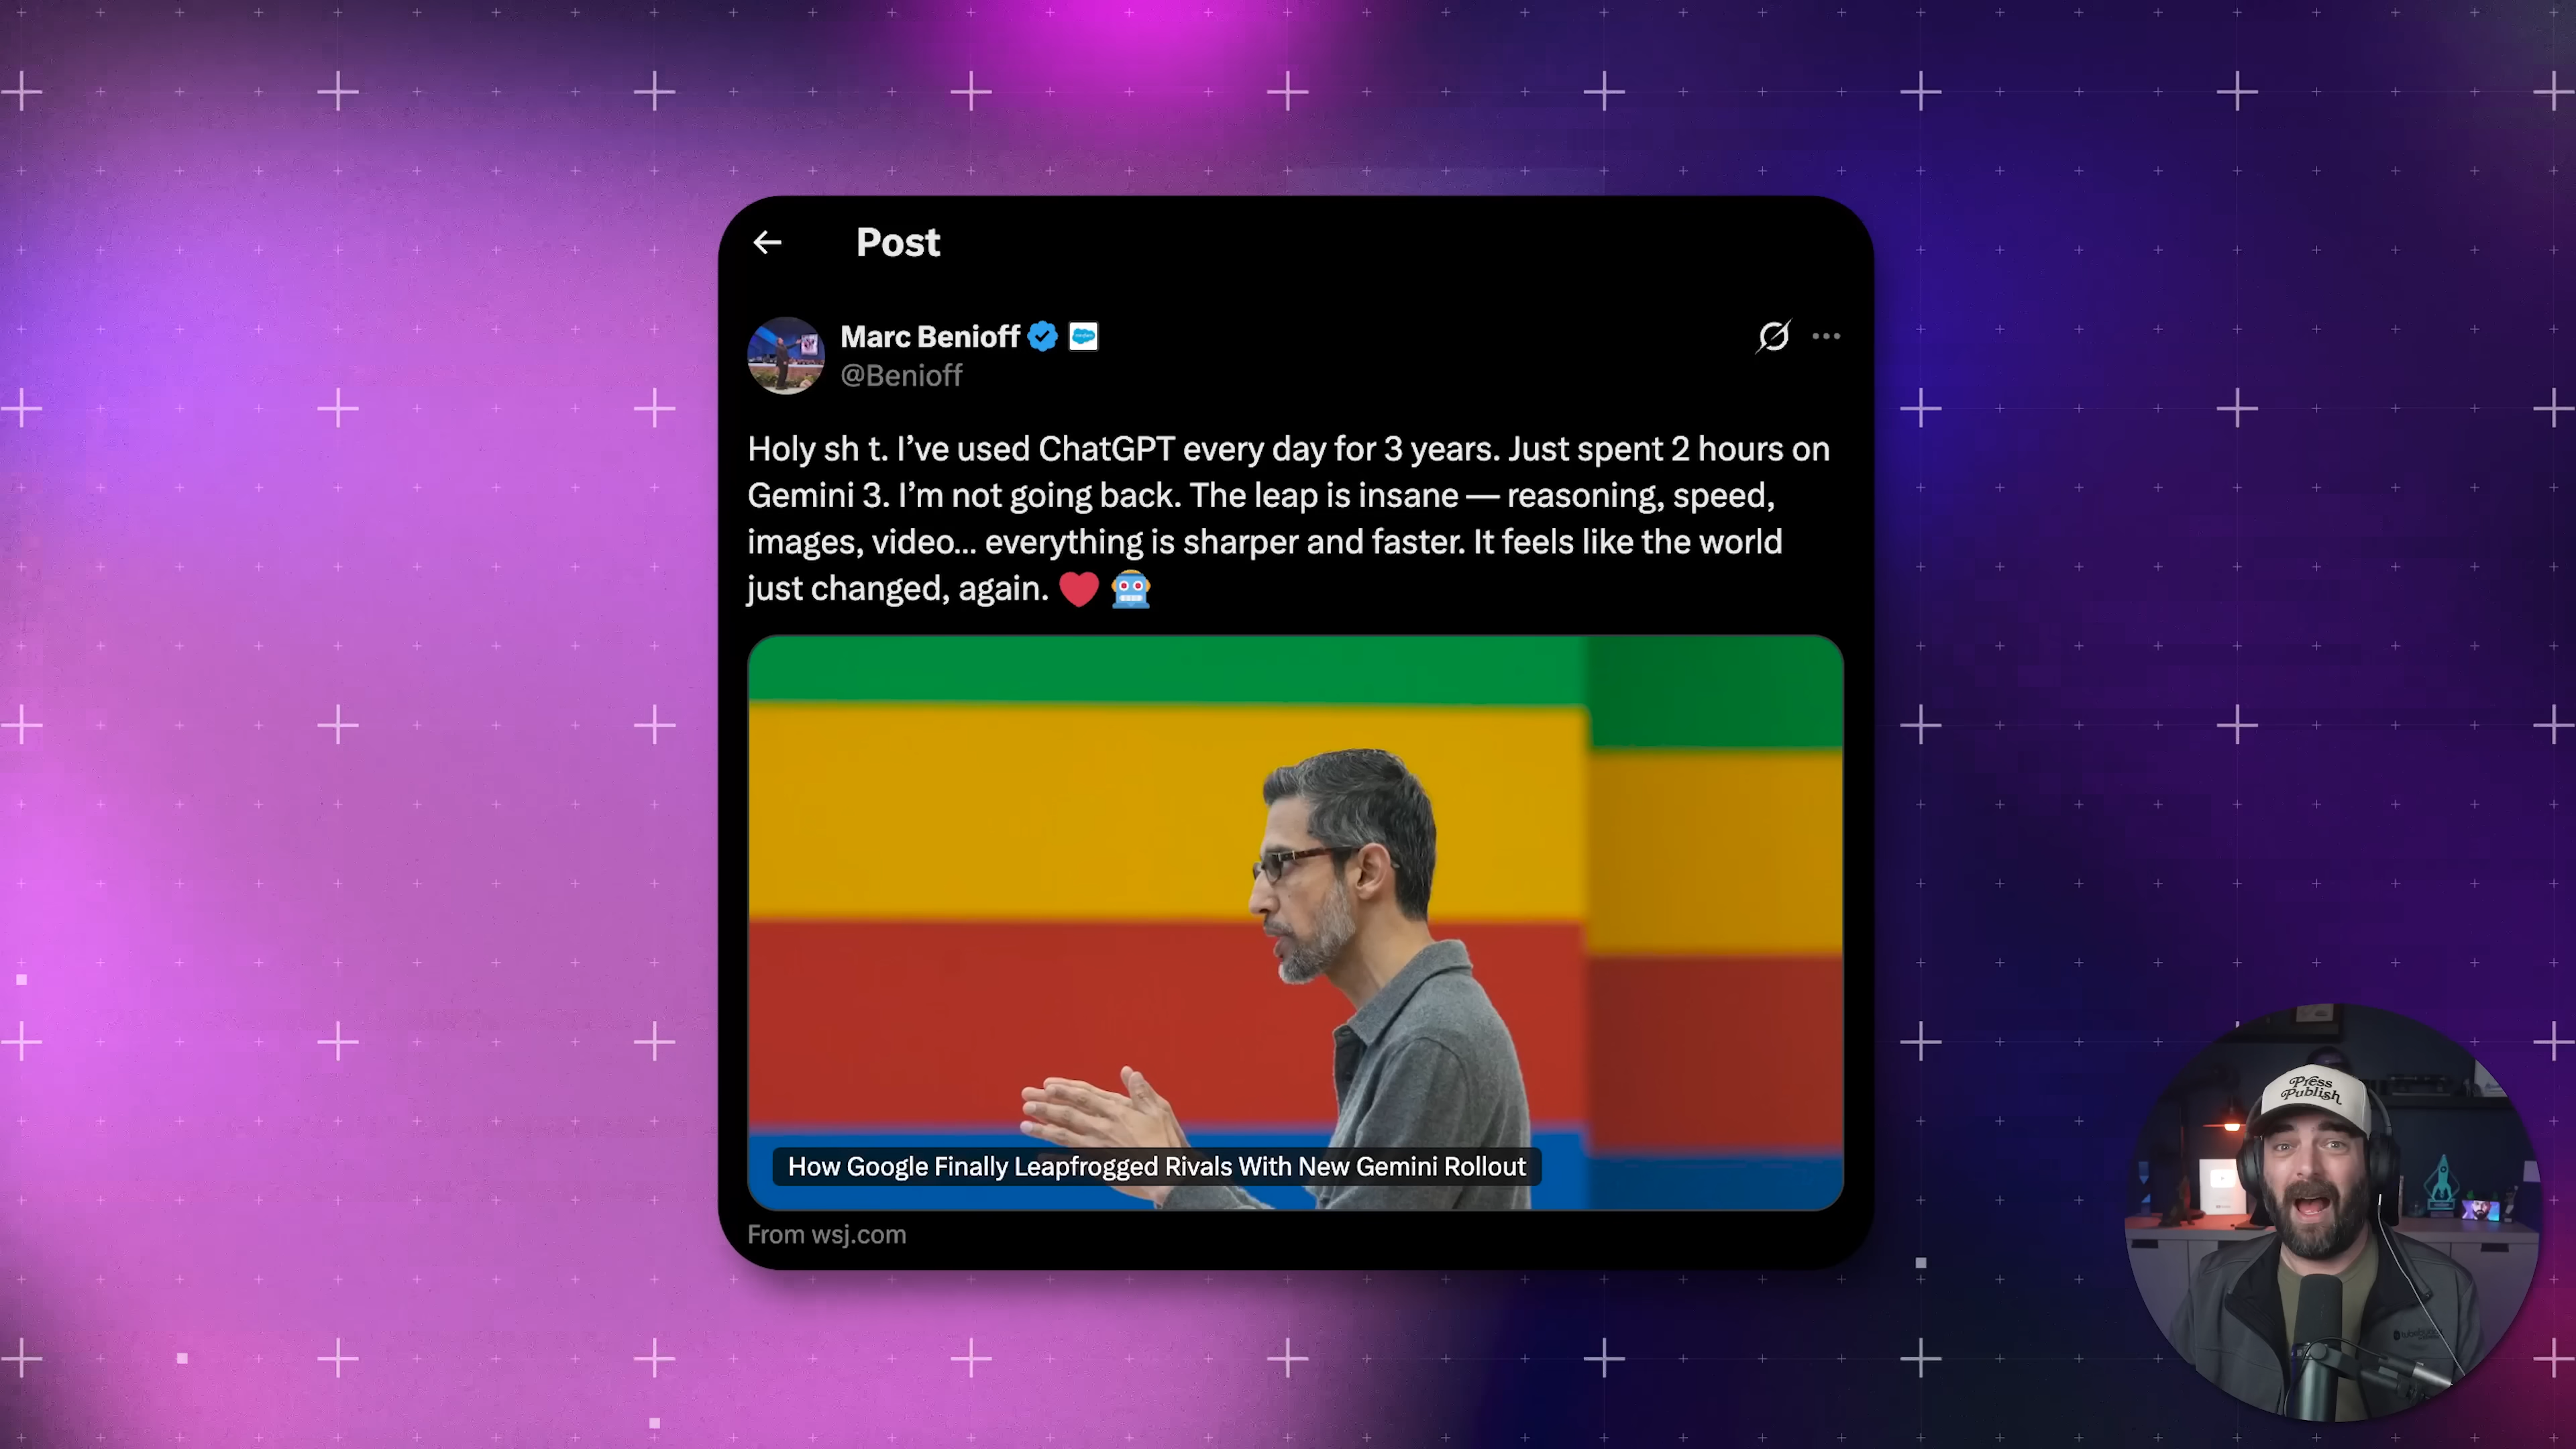 Post
Marc Benioff
@Benioff
Holy sh t. I’ve used ChatGPT every day for 3 years. Just spent 2 hours on
Gemini 3. I’m not going back. The leap is insane — reasoning, speed,
images, video... everything is sharper and faster. It feels like the world
just changed, again. ❤️ 🤖
How Google Finally Leapfrogged Rivals With New Gemini Rollout
From wsj.com
Press
Publish